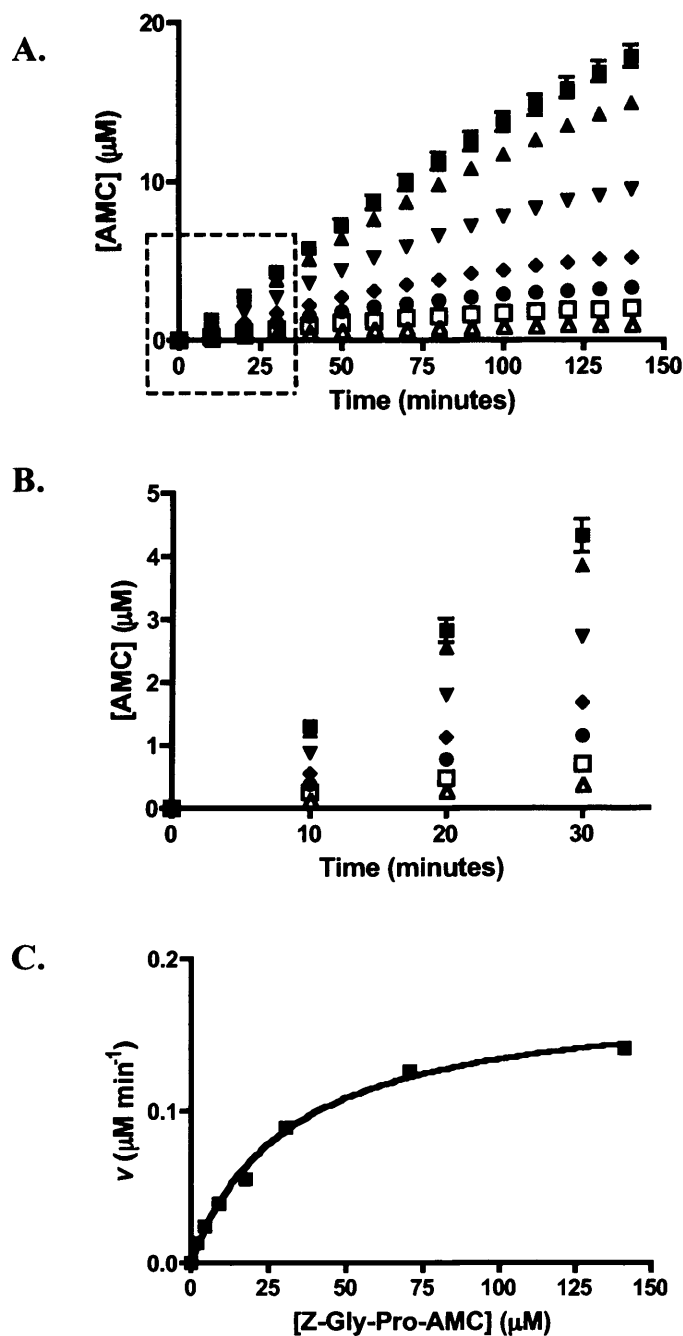 A.
20
10
0
[AMC] (µM)
0 25 50 75 100 125 150
Time (minutes)
B.
5
4
3
2
1
0
[AMC] (µM)
0 10 20 30
Time (minutes)
C.
0.2
0.1
0.0
v (µM min⁻¹)
0 25 50 75 100 125 150
[Z-Gly-Pro-AMC] (µM)